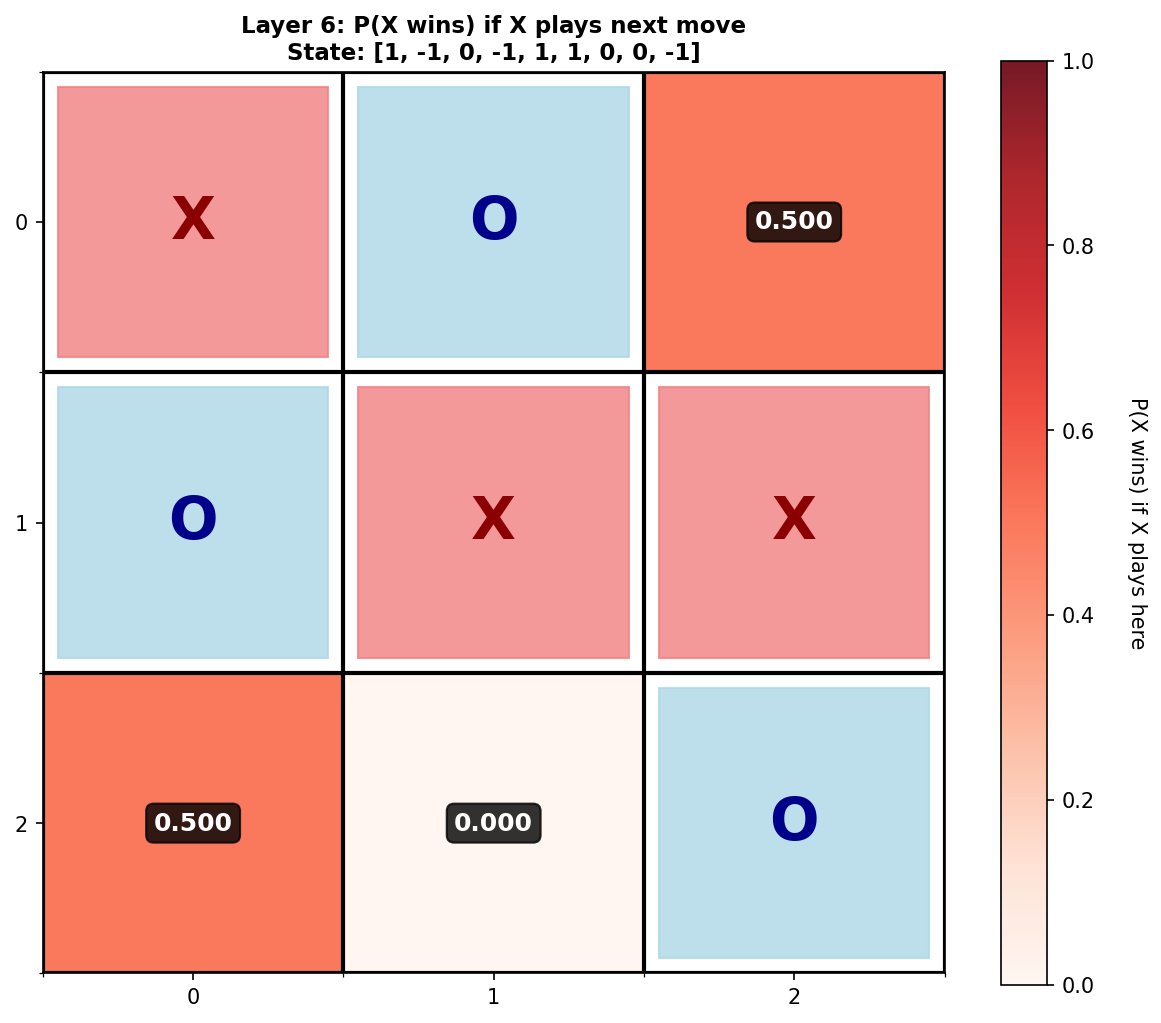 Layer 6: P(X wins) if X plays next move
State: [1, -1, 0, -1, 1, 1, 0, 0, -1]
X
O
0.500
O
X
X
0.500
0.000
O
0
1
2
0
1
2
1.0
0.8
0.6
0.4
0.2
0.0
P(X wins) if X plays here